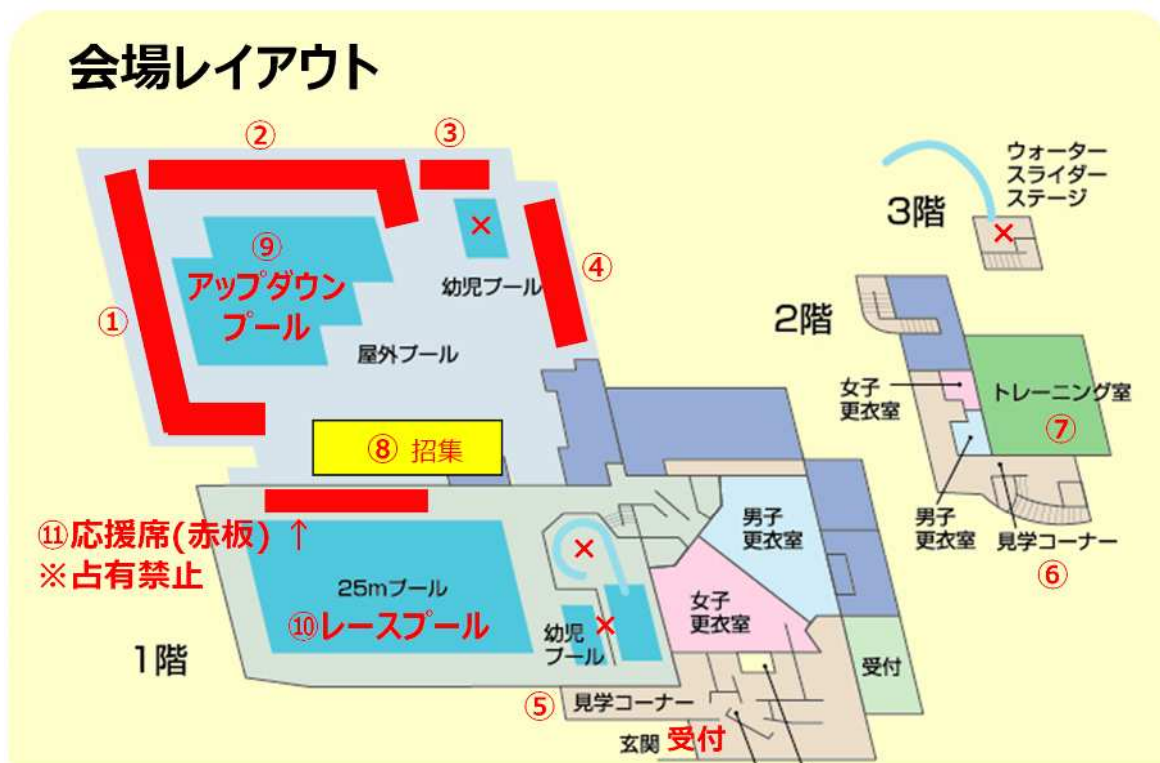 会場レイアウト
②
③
①
⑨
アップダウン
プール
④
幼児プール
屋外プール
⑧ 招集
⑪応援席(赤板) ↑
※占有禁止
25mプール
⑩レースプール
幼児
プール
1階
男子
更衣室
女子
更衣室
受付
⑤
見学コーナー
玄関 受付
ウォーター
スライダー
ステージ
3階
2階
女子
更衣室
トレーニング室
⑦
男子
更衣室
見学コーナー
⑥